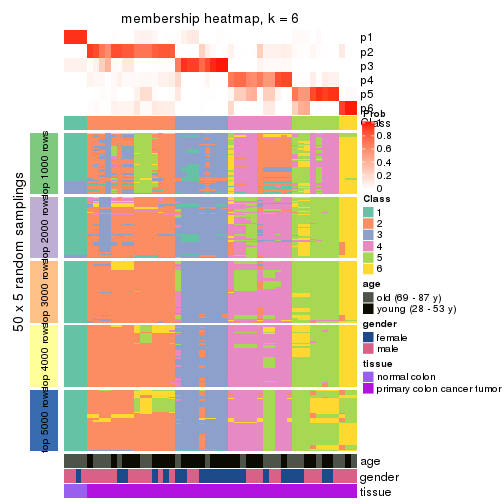 membership heatmap, k = 6
p1
p2
p3
p4
p5
p6
Prob
Class
1
0.8
0.6
0.4
0.2
0
Class
1
2
3
4
5
6
age
old (69 - 87 y)
young (28 - 53 y)
gender
female
male
tissue
normal colon
primary colon cancer tumor
50 x 5 random samplings
top 1000 rows
top 2000 rows
top 3000 rows
top 4000 rows
top 5000 rows
age
gender
tissue